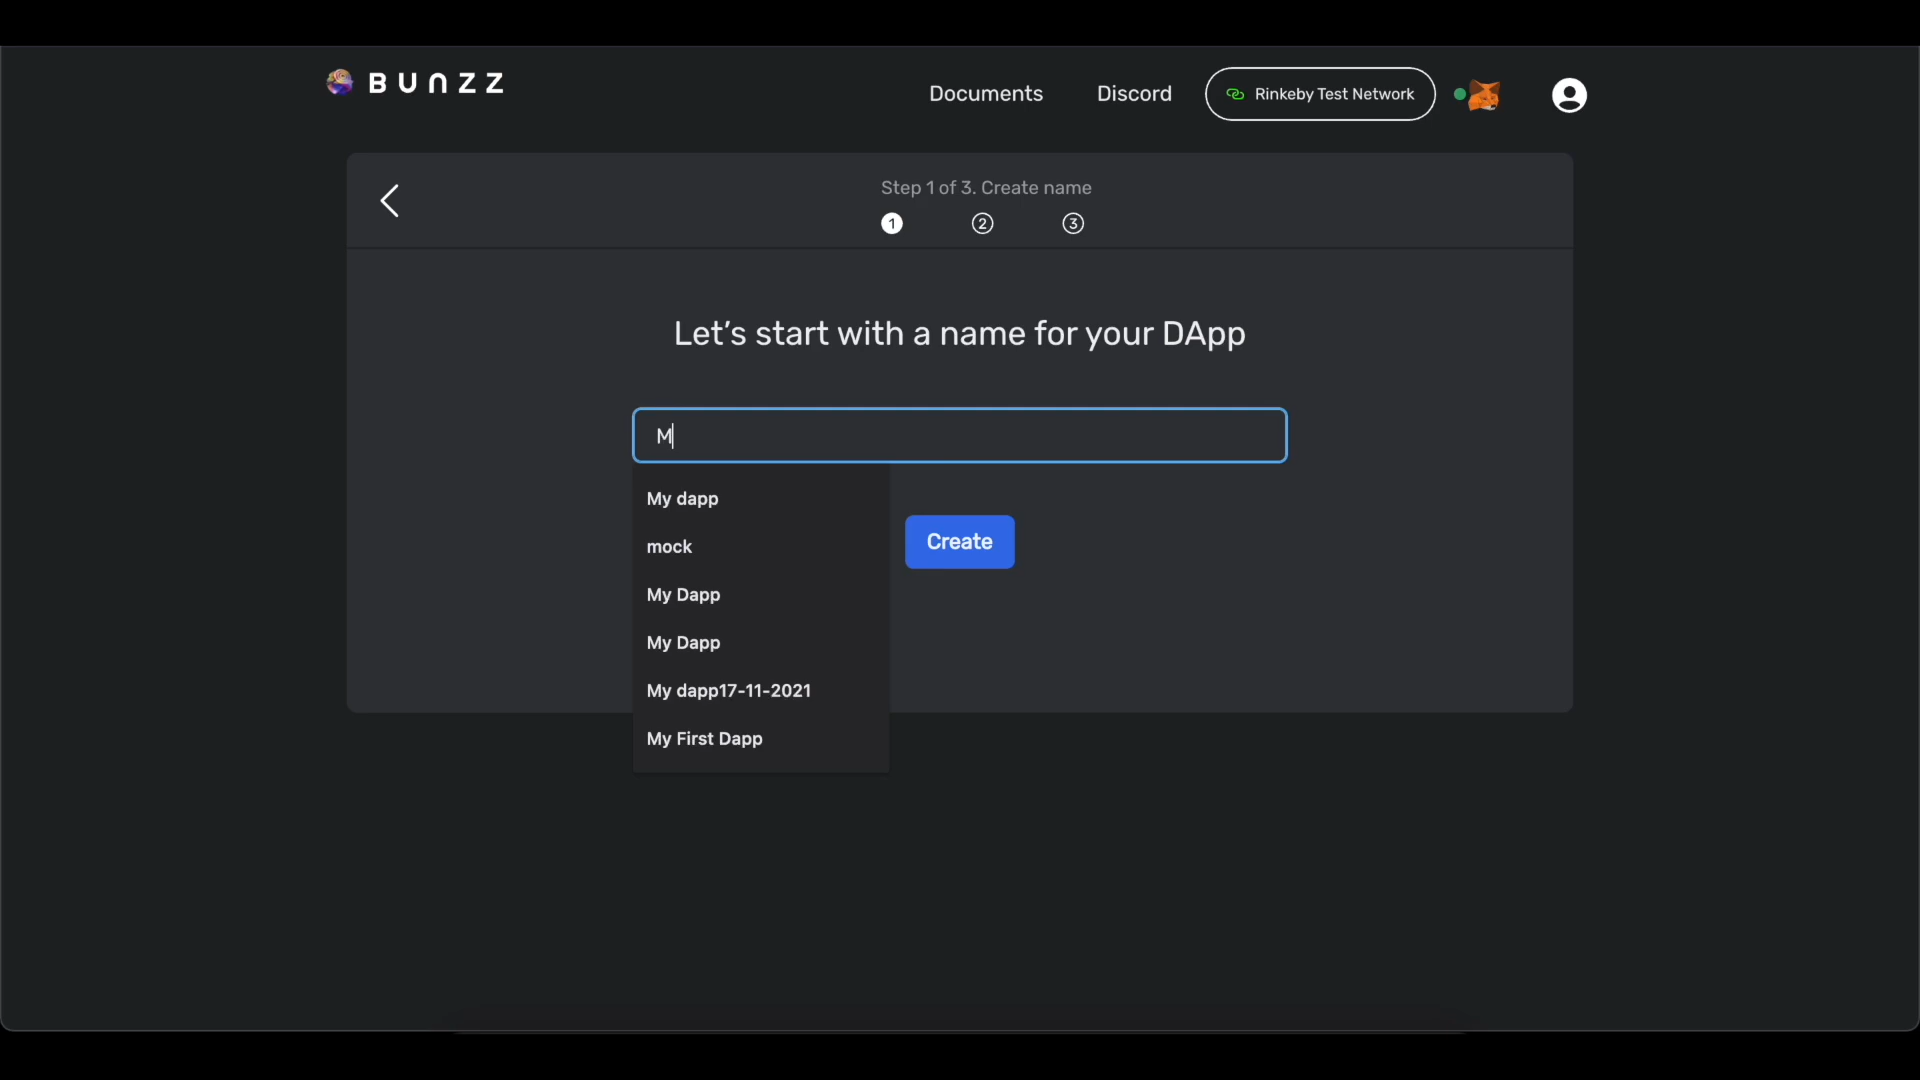 BUNZZ
Documents
Discord
Rinkeby Test Network
Step 1 of 3. Create name
1
2
3
Let's start with a name for your DApp
M
My dapp
mock
My Dapp
My Dapp
My dapp17-11-2021
My First Dapp
Create